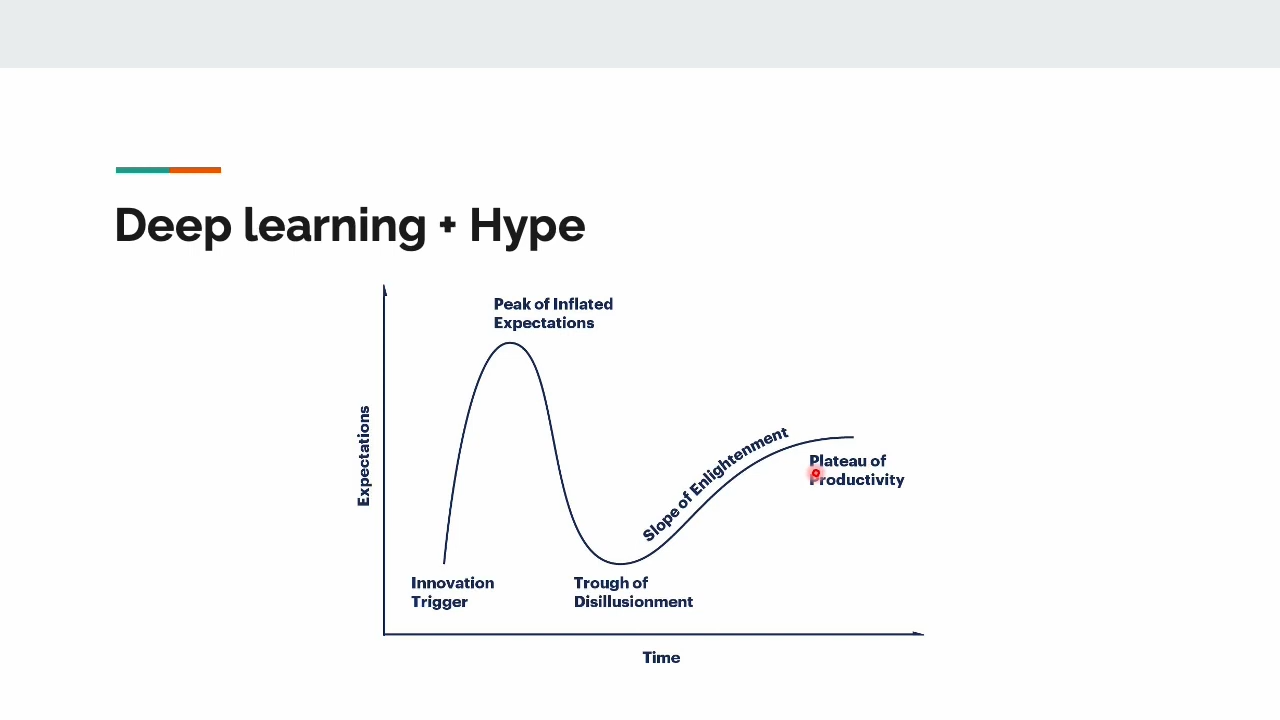 Deep learning + Hype
Peak of Inflated
Expectations
Expectations
Slope of Enlightenment
Plateau of
Productivity
Innovation
Trigger
Trough of
Disillusionment
Time